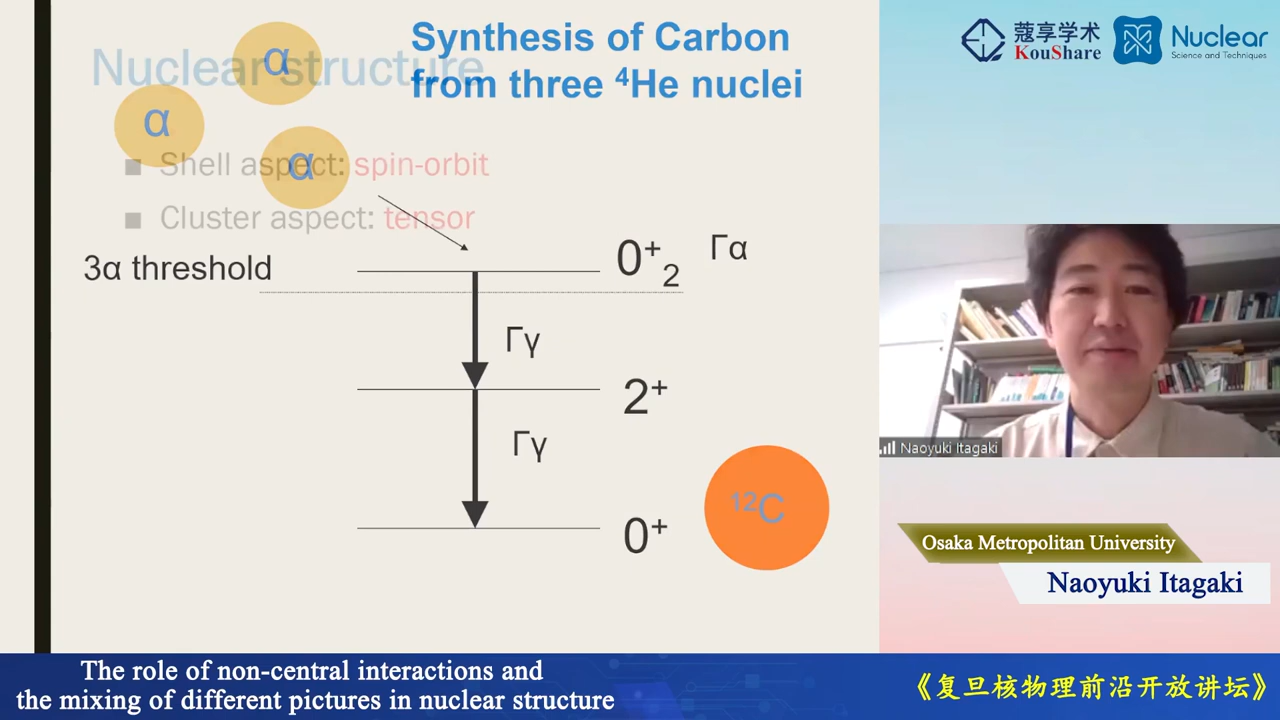 Synthesis of Carbon
from three ⁴He nuclei
Nuclear structure
α
α
α
■ Shell aspect: spin-orbit
■ Cluster aspect: tensor
3α threshold
0⁺₂
Γα
Γγ
2⁺
Γγ
0⁺
¹²C
蔻享学术
KouShare
Nuclear
Science and Techniques
Naoyuki Itagaki
Osaka Metropolitan University
Naoyuki Itagaki
The role of non-central interactions and
the mixing of different pictures in nuclear structure
《复旦核物理前沿开放讲坛》